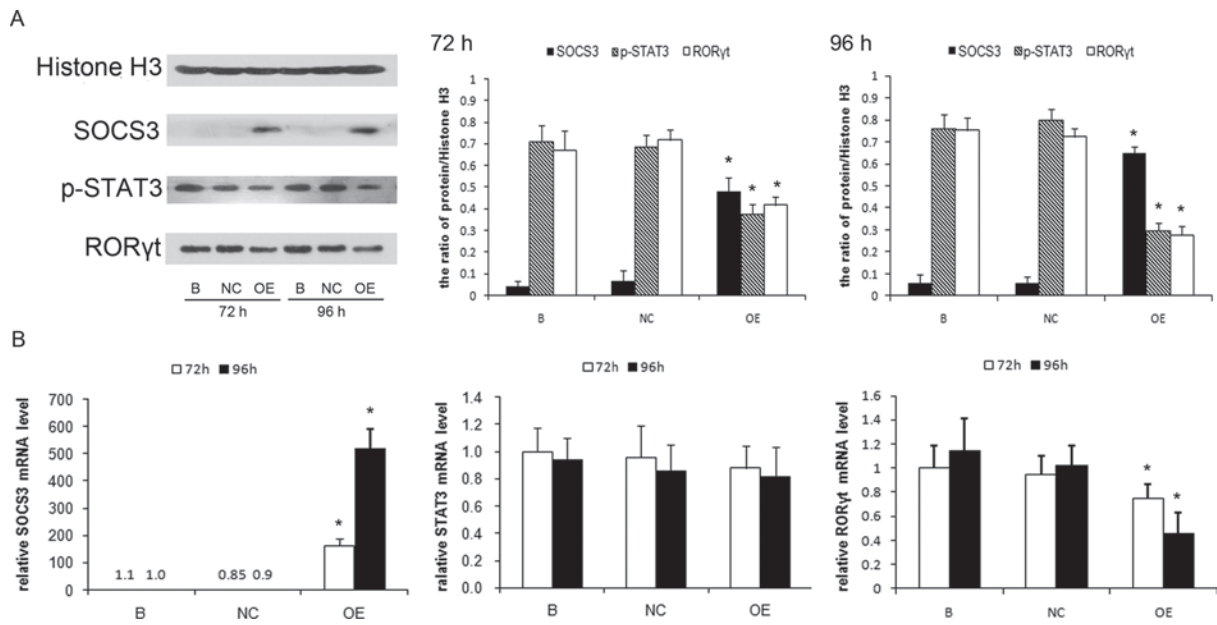 A
Histone H3
SOCS3
p-STAT3
RORγt
B NC OE B NC OE
72 h 96 h
72 h
SOCS3 p-STAT3 RORγt
the ratio of protein/Histone H3
1
0.9
0.8
0.7
0.6
0.5
0.4
0.3
0.2
0.1
0
* * *
B NC OE
96 h
SOCS3 p-STAT3 RORγt
the ratio of protein/Histone H3
1
0.9
0.8
0.7
0.6
0.5
0.4
0.3
0.2
0.1
0
* * *
B NC OE
B
72h 96h
relative SOCS3 mRNA level
700
600
500
400
300
200
100
0
1.1 1.0 0.85 0.9 * *
B NC OE
72h 96h
ralative STAT3 mRNA level
1.4
1.2
1.0
0.8
0.6
0.4
0.2
0.0
B NC OE
72h 96h
relative RORγt mRNA level
1.6
1.4
1.2
1
0.8
0.6
0.4
0.2
0
* *
B NC OE